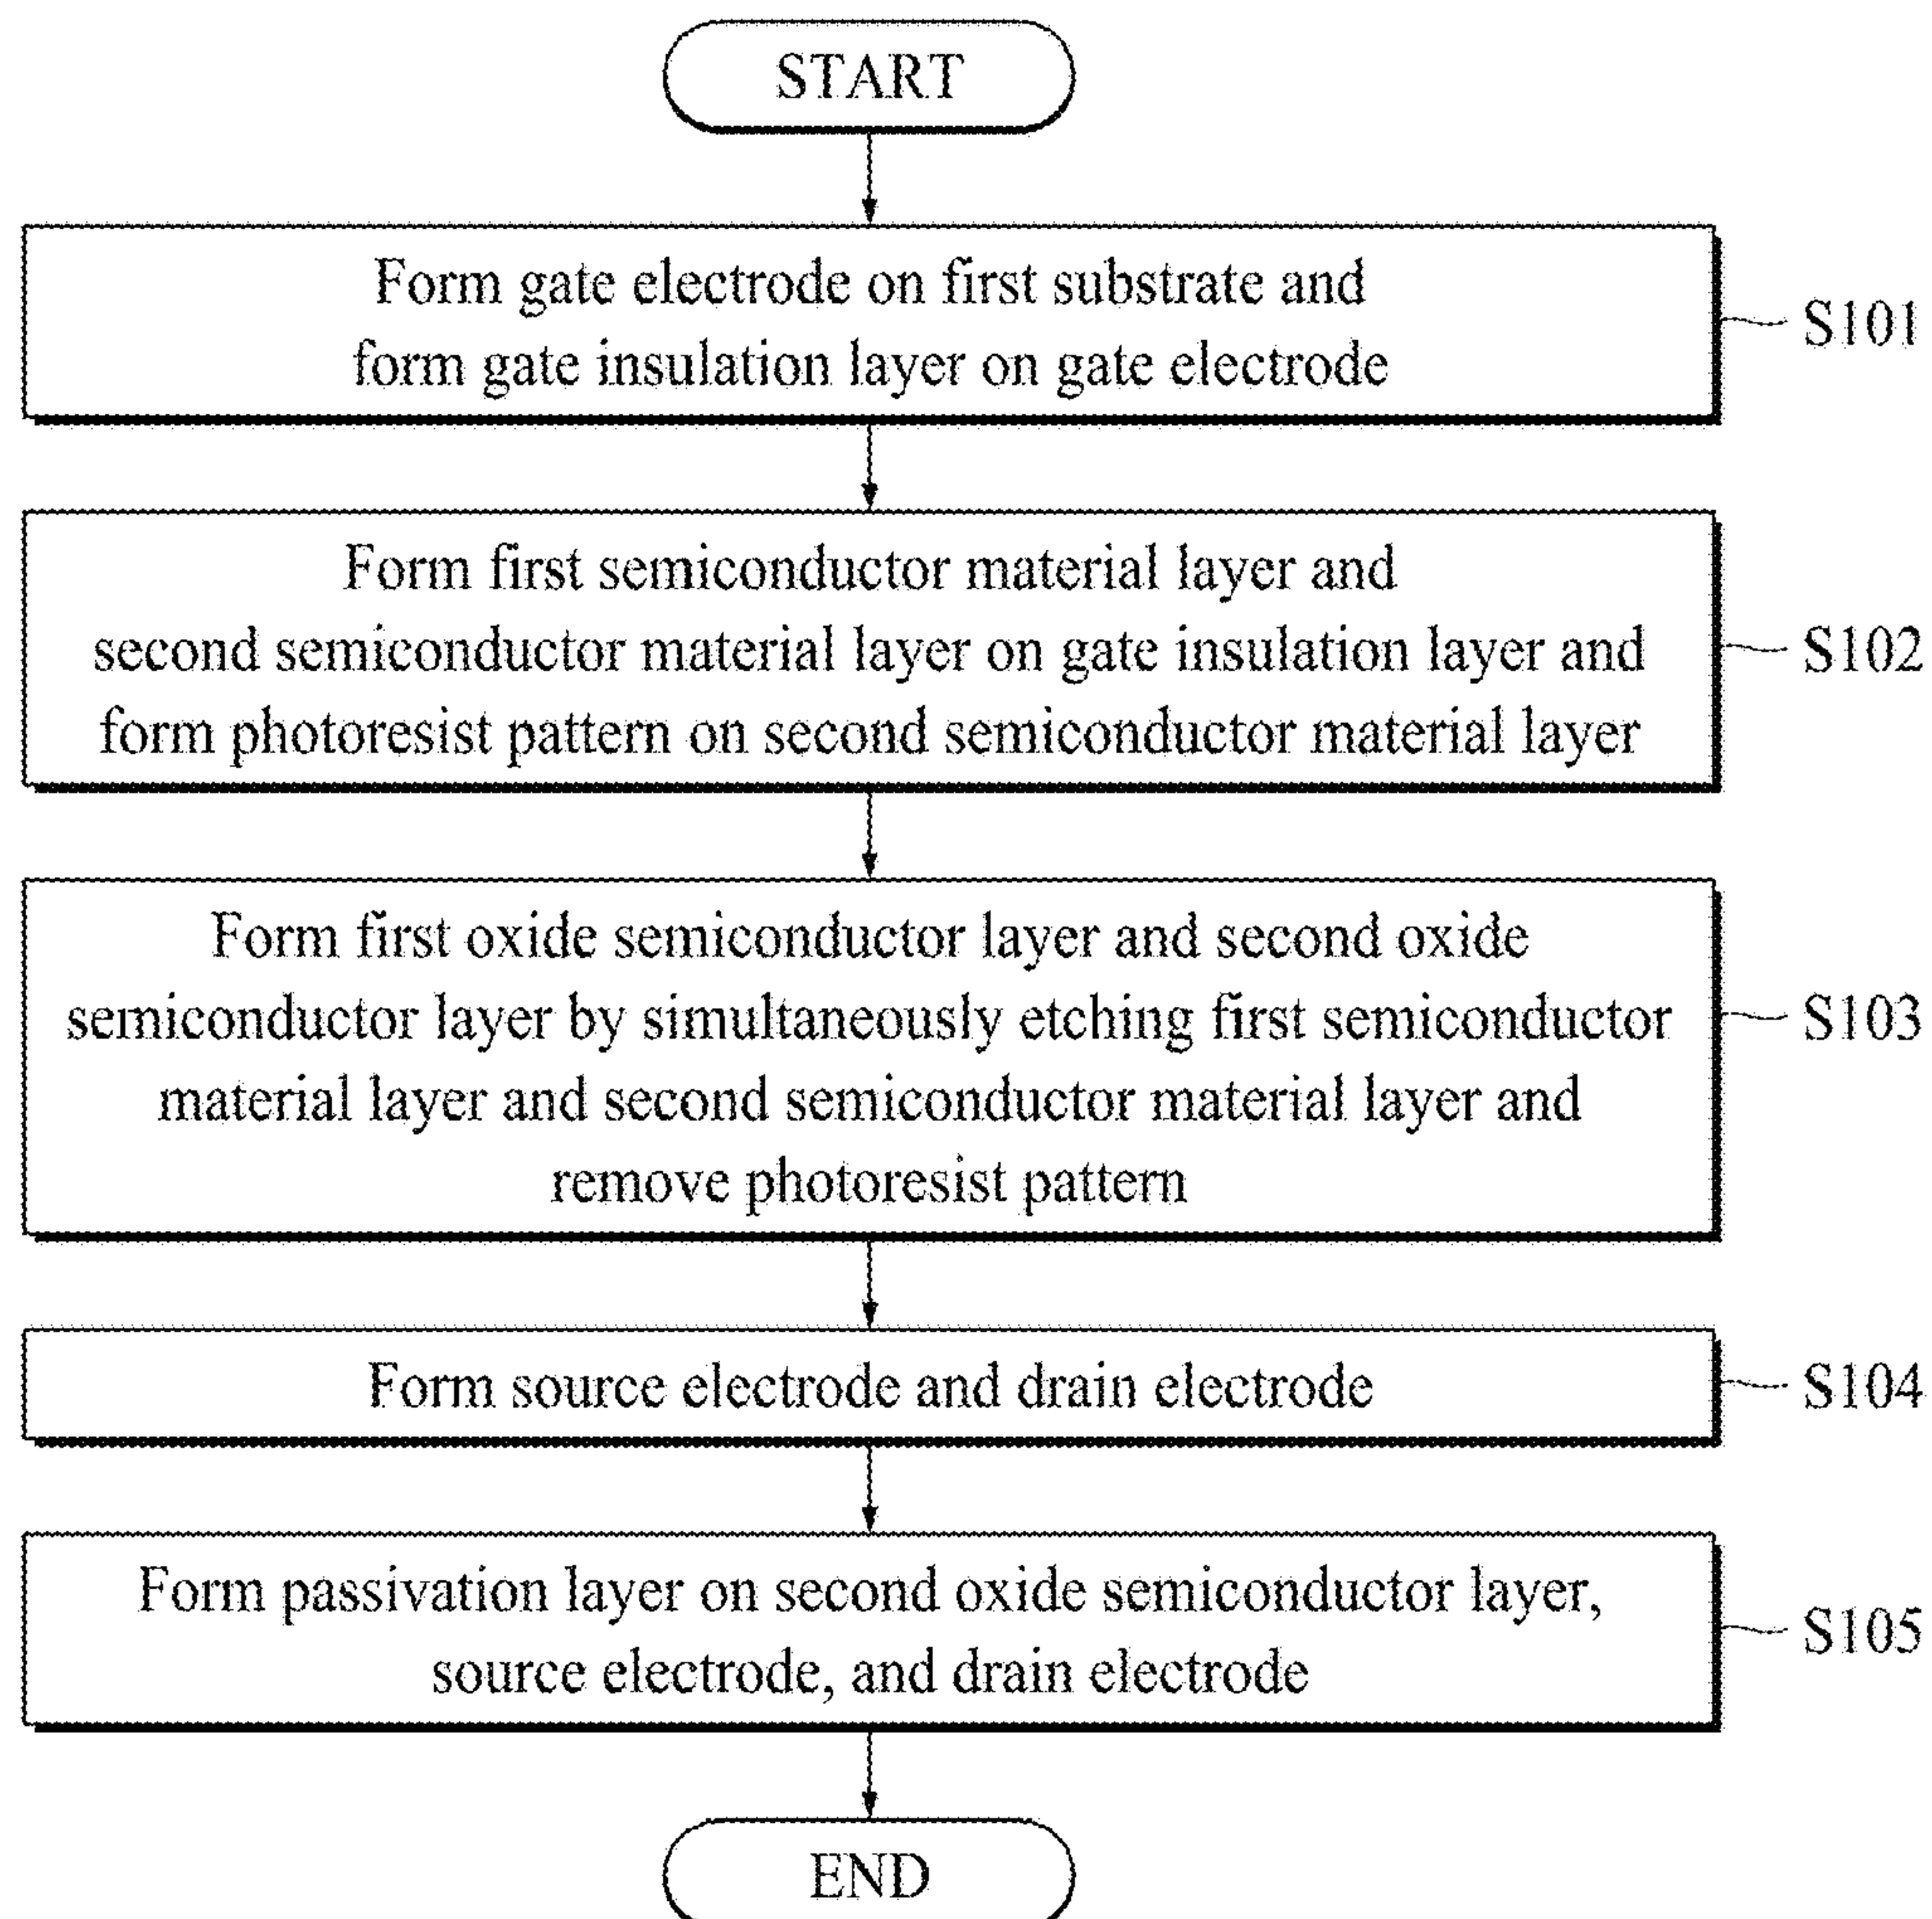 START
Form gate electrode on first substrate and
form gate insulation layer on gate electrode
S101
Form first semiconductor material layer and
second semiconductor material layer on gate insulation layer and
form photoresist pattern on second semiconductor material layer
S102
Form first oxide semiconductor layer and second oxide
semiconductor layer by simultaneously etching first semiconductor
material layer and second semiconductor material layer and
remove photoresist pattern
S103
Form source electrode and drain electrode
S104
Form passivation layer on second oxide semiconductor layer,
source electrode, and drain electrode
S105
END